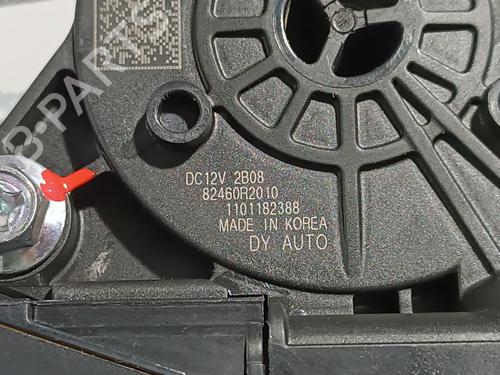 DC12V 2B08
82460R2010
1101182388
MADE IN KOREA
DY AUTO
B-PARTS